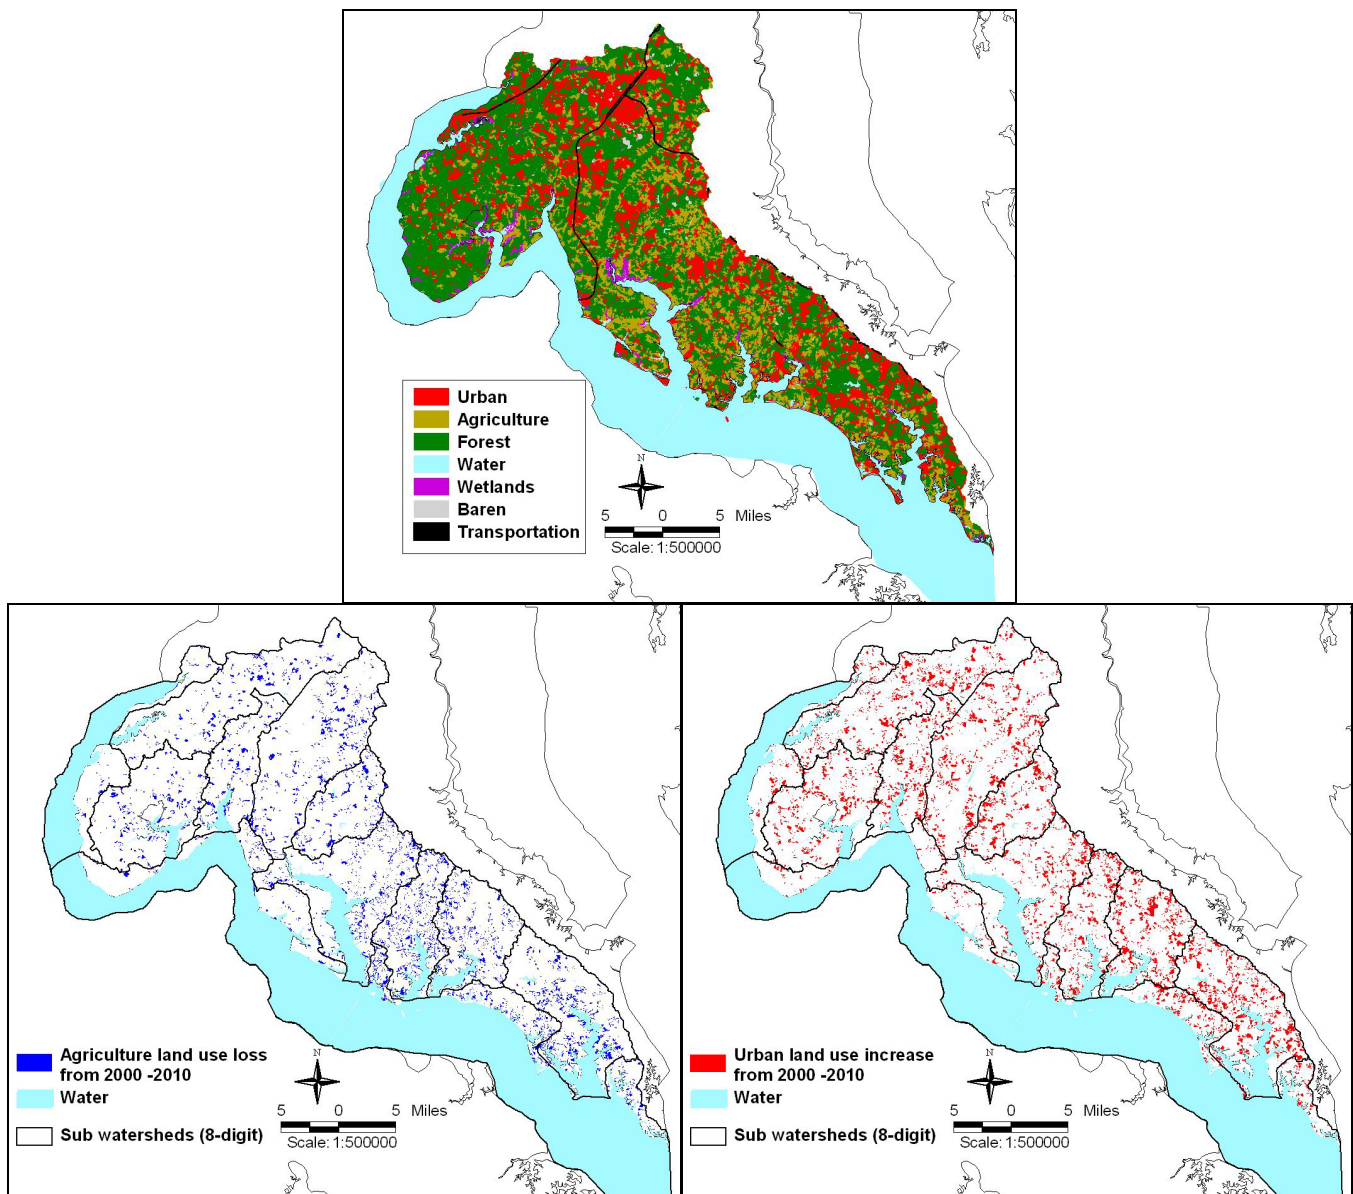 Urban
Agriculture
Forest
Water
Wetlands
Baren
Transportation
N
5 0 5 Miles
Scale: 1:500000
Agriculture land use loss
from 2000 -2010
Water
Sub watersheds (8-digit)
N
5 0 5 Miles
Scale: 1:500000
Urban land use increase
from 2000 -2010
Water
Sub watersheds (8-digit)
N
5 0 5 Miles
Scale: 1:500000